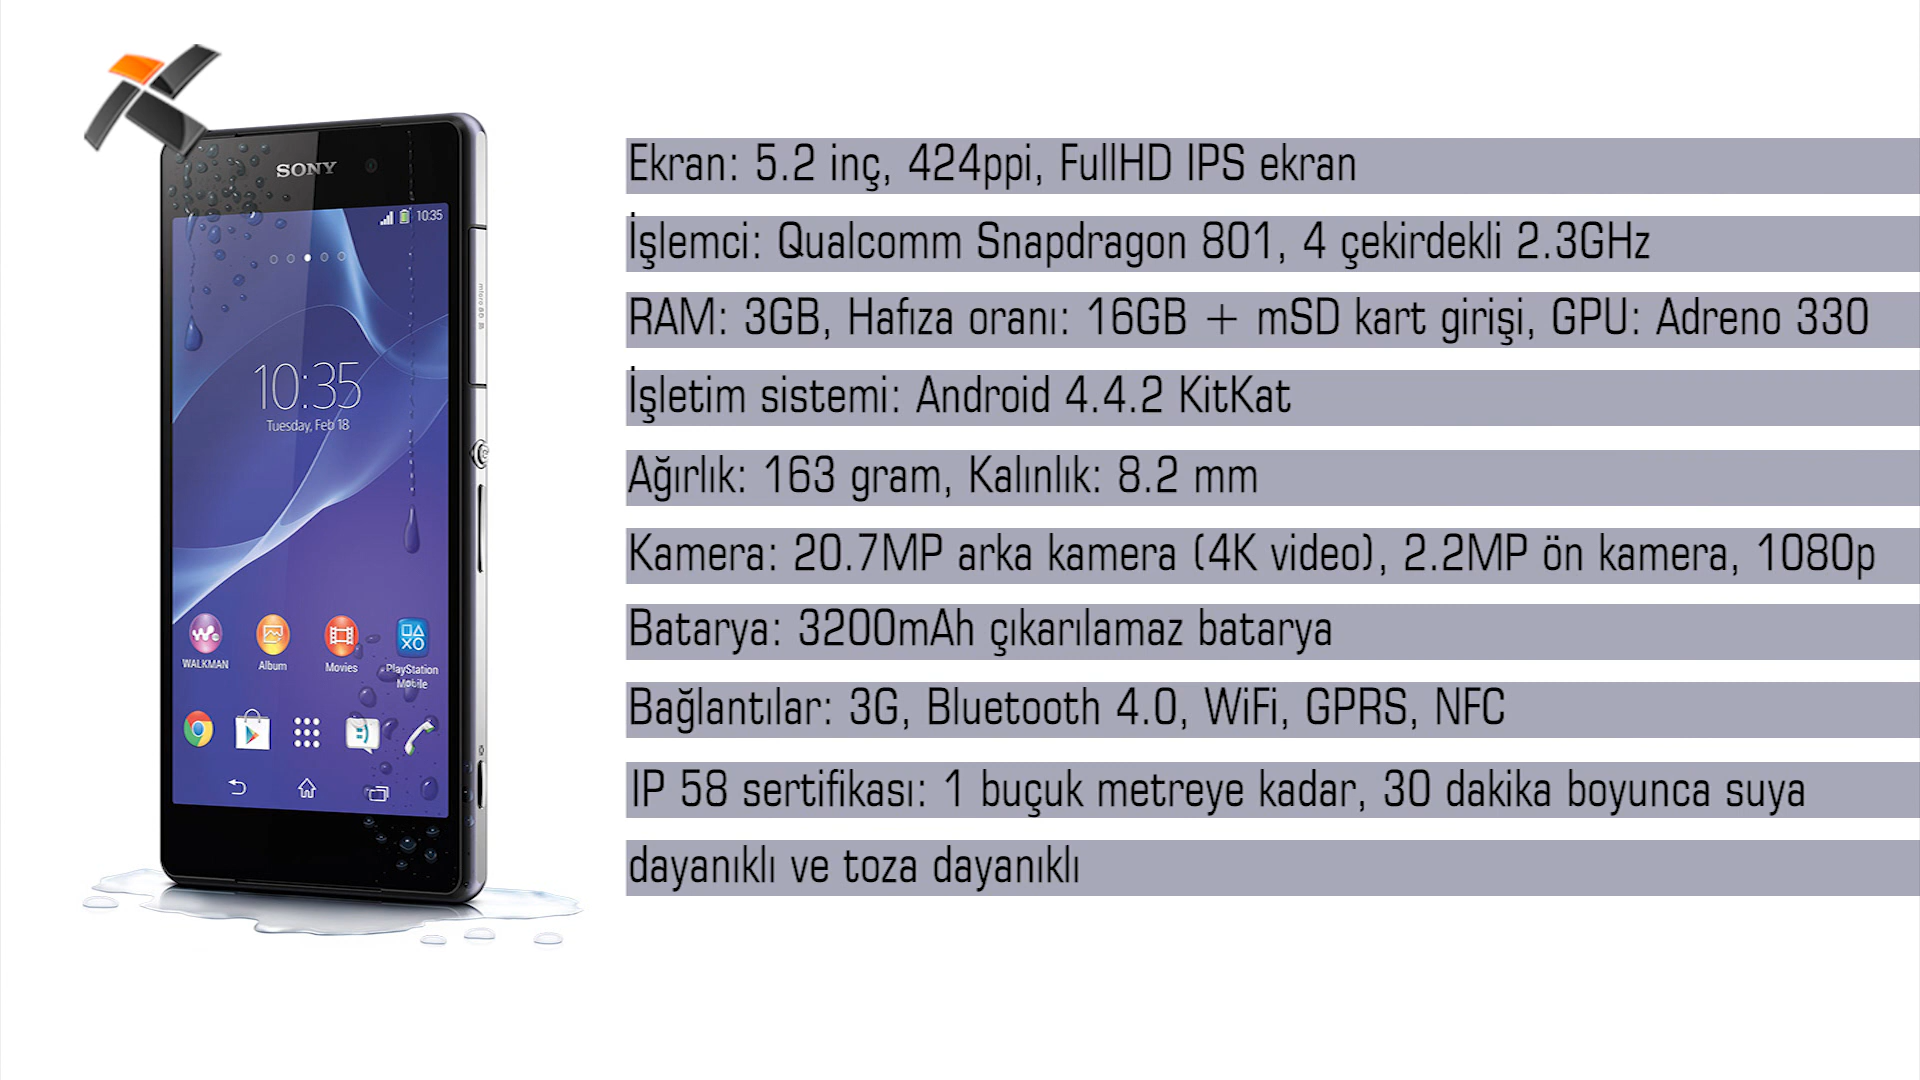 SONY
10:35
10:35
Tuesday, Feb 18
WALKMAN
Album
Movies
PlayStation
Mobile
Ekran: 5.2 inç, 424ppi, FullHD IPS ekran
İşlemci: Qualcomm Snapdragon 801, 4 çekirdekli 2.3GHz
RAM: 3GB, Hafıza oranı: 16GB + mSD kart girişi, GPU: Adreno 330
İşletim sistemi: Android 4.4.2 KitKat
Ağırlık: 163 gram, Kalınlık: 8.2 mm
Kamera: 20.7MP arka kamera (4K video), 2.2MP ön kamera, 1080p
Batarya: 3200mAh çıkarılamaz batarya
Bağlantılar: 3G, Bluetooth 4.0, WiFi, GPRS, NFC
IP 58 sertifikası: 1 buçuk metreye kadar, 30 dakika boyunca suya
dayanıklı ve toza dayanıklı